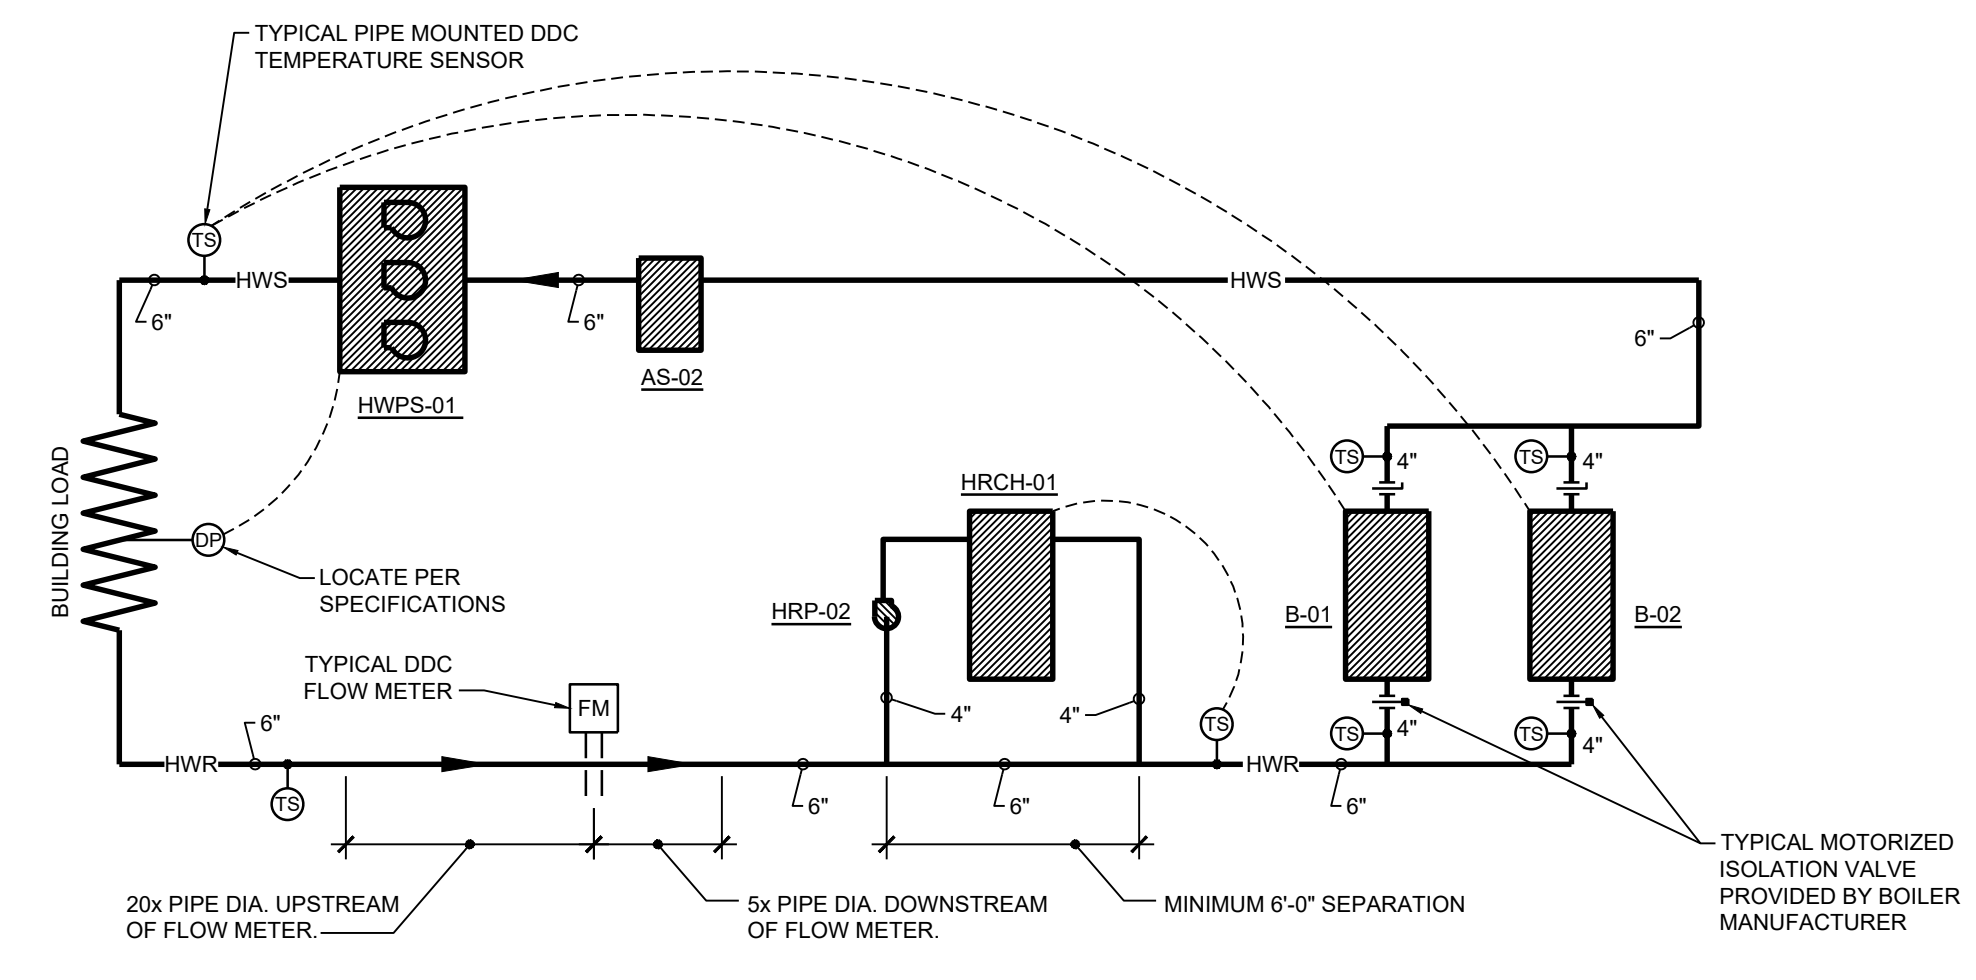 TYPICAL PIPE MOUNTED DDC
TEMPERATURE SENSOR
TS
HWS
6"
6"
HWS
6"
AS-02
HWPS-01
BUILDING LOAD
DP
LOCATE PER
SPECIFICATIONS
TS
4"
TS
4"
HRCH-01
HRP-02
B-01
B-02
TYPICAL DDC
FLOW METER
FM
6"
4"
4"
TS
TS
4"
TS
4"
HWR
HWR
TS
6"
6"
6"
20x PIPE DIA. UPSTREAM
OF FLOW METER.
5x PIPE DIA. DOWNSTREAM
OF FLOW METER.
MINIMUM 6'-0" SEPARATION
TYPICAL MOTORIZED
ISOLATION VALVE
PROVIDED BY BOILER
MANUFACTURER